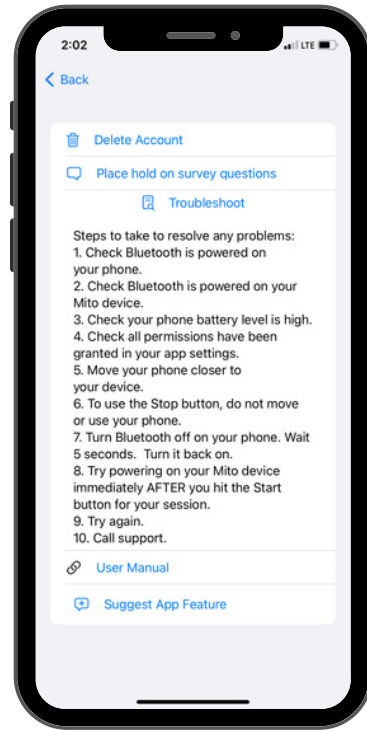 2:02
LTE
Back
Delete Account
Place hold on survey questions
Troubleshoot
Steps to take to resolve any problems:
1. Check Bluetooth is powered on
your phone.
2. Check Bluetooth is powered on your
Mito device.
3. Check your phone battery level is high.
4. Check all permissions have been
granted in your app settings.
5. Move your phone closer to
your device.
6. To use the Stop button, do not move
or use your phone.
7. Turn Bluetooth off on your phone. Wait
5 seconds.  Turn it back on.
8. Try powering on your Mito device
immediately AFTER you hit the Start
button for your session.
9. Try again.
10. Call support.
User Manual
Suggest App Feature